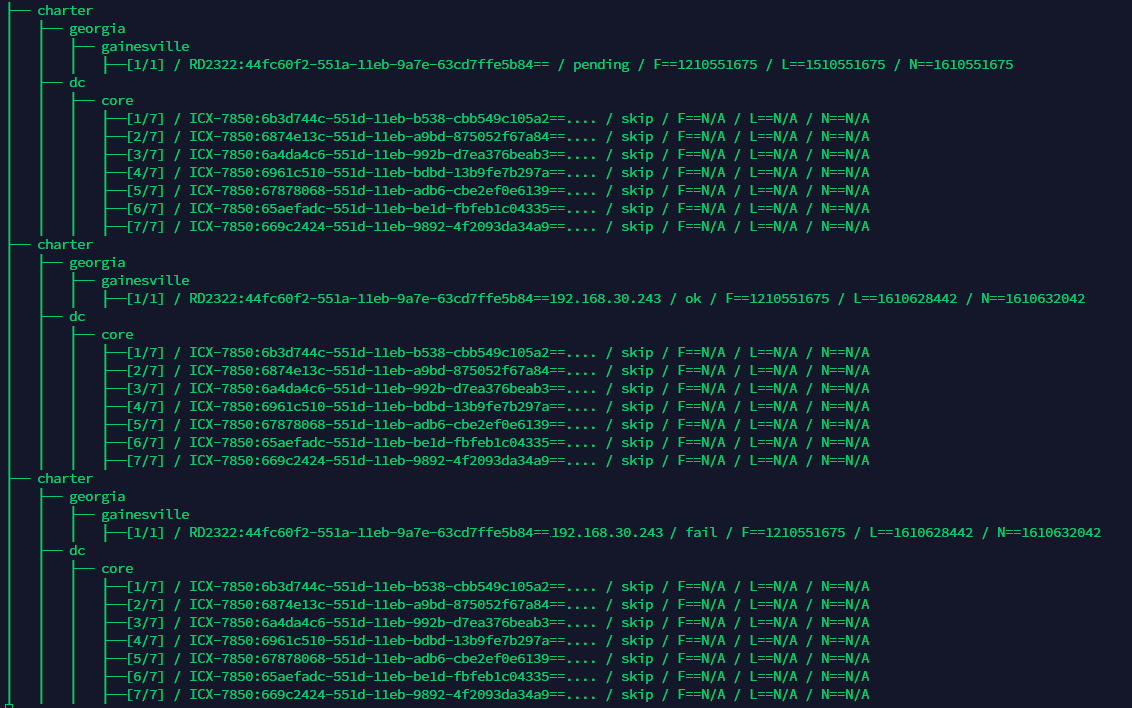 ├── charter
│   ├── georgia
│   │   ├── gainesville
│   │   │   ├──[1/1] / RD2322:44fc60f2-551a-11eb-9a7e-63cd7ffe5b84== / pending / F==1210551675 / L==1510551675 / N==1610551675
│   ├── dc
│   │   ├── core
│   │   │   ├──[1/7] / ICX-7850:6b3d744c-551d-11eb-b538-cbb549c105a2==.... / skip / F==N/A / L==N/A / N==N/A
│   │   │   ├──[2/7] / ICX-7850:6874e13c-551d-11eb-a9bd-875052f67a84==.... / skip / F==N/A / L==N/A / N==N/A
│   │   │   ├──[3/7] / ICX-7850:6a4da4c6-551d-11eb-992b-d7ea376beab3==.... / skip / F==N/A / L==N/A / N==N/A
│   │   │   ├──[4/7] / ICX-7850:6961c510-551d-11eb-bdbd-13b9fe7b297a==.... / skip / F==N/A / L==N/A / N==N/A
│   │   │   ├──[5/7] / ICX-7850:67878068-551d-11eb-adb6-cbe2ef0e6139==.... / skip / F==N/A / L==N/A / N==N/A
│   │   │   ├──[6/7] / ICX-7850:65aefadc-551d-11eb-be1d-fbfeb1c04335==.... / skip / F==N/A / L==N/A / N==N/A
│   │   │   ├──[7/7] / ICX-7850:669c2424-551d-11eb-9892-4f2093da34a9==.... / skip / F==N/A / L==N/A / N==N/A
├── charter
│   ├── georgia
│   │   ├── gainesville
│   │   │   ├──[1/1] / RD2322:44fc60f2-551a-11eb-9a7e-63cd7ffe5b84==192.168.30.243 / ok / F==1210551675 / L==1610628442 / N==1610632042
│   ├── dc
│   │   ├── core
│   │   │   ├──[1/7] / ICX-7850:6b3d744c-551d-11eb-b538-cbb549c105a2==.... / skip / F==N/A / L==N/A / N==N/A
│   │   │   ├──[2/7] / ICX-7850:6874e13c-551d-11eb-a9bd-875052f67a84==.... / skip / F==N/A / L==N/A / N==N/A
│   │   │   ├──[3/7] / ICX-7850:6a4da4c6-551d-11eb-992b-d7ea376beab3==.... / skip / F==N/A / L==N/A / N==N/A
│   │   │   ├──[4/7] / ICX-7850:6961c510-551d-11eb-bdbd-13b9fe7b297a==.... / skip / F==N/A / L==N/A / N==N/A
│   │   │   ├──[5/7] / ICX-7850:67878068-551d-11eb-adb6-cbe2ef0e6139==.... / skip / F==N/A / L==N/A / N==N/A
│   │   │   ├──[6/7] / ICX-7850:65aefadc-551d-11eb-be1d-fbfeb1c04335==.... / skip / F==N/A / L==N/A / N==N/A
│   │   │   ├──[7/7] / ICX-7850:669c2424-551d-11eb-9892-4f2093da34a9==.... / skip / F==N/A / L==N/A / N==N/A
├── charter
│   ├── georgia
│   │   ├── gainesville
│   │   │   ├──[1/1] / RD2322:44fc60f2-551a-11eb-9a7e-63cd7ffe5b84==192.168.30.243 / fail / F==1210551675 / L==1610628442 / N==1610632042
│   ├── dc
│   │   ├── core
│   │   │   ├──[1/7] / ICX-7850:6b3d744c-551d-11eb-b538-cbb549c105a2==.... / skip / F==N/A / L==N/A / N==N/A
│   │   │   ├──[2/7] / ICX-7850:6874e13c-551d-11eb-a9bd-875052f67a84==.... / skip / F==N/A / L==N/A / N==N/A
│   │   │   ├──[3/7] / ICX-7850:6a4da4c6-551d-11eb-992b-d7ea376beab3==.... / skip / F==N/A / L==N/A / N==N/A
│   │   │   ├──[4/7] / ICX-7850:6961c510-551d-11eb-bdbd-13b9fe7b297a==.... / skip / F==N/A / L==N/A / N==N/A
│   │   │   ├──[5/7] / ICX-7850:67878068-551d-11eb-adb6-cbe2ef0e6139==.... / skip / F==N/A / L==N/A / N==N/A
│   │   │   ├──[6/7] / ICX-7850:65aefadc-551d-11eb-be1d-fbfeb1c04335==.... / skip / F==N/A / L==N/A / N==N/A
│   │   │   ├──[7/7] / ICX-7850:669c2424-551d-11eb-9892-4f2093da34a9==.... / skip / F==N/A / L==N/A / N==N/A